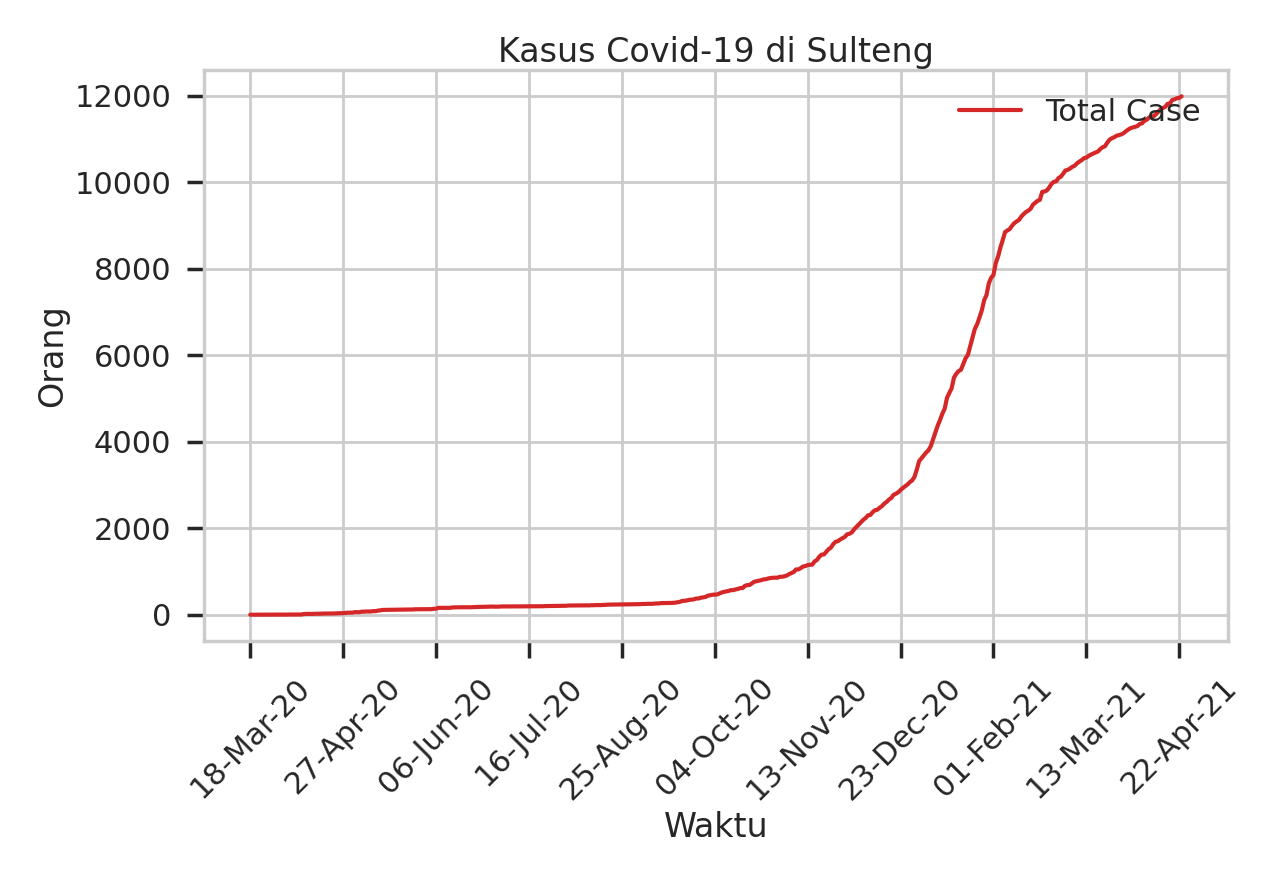 Kasus Covid-19 di Sulteng
Total Case
12000
10000
8000
6000
4000
2000
0
Orang
18-Mar-20
27-Apr-20
06-Jun-20
16-Jul-20
25-Aug-20
04-Oct-20
13-Nov-20
23-Dec-20
01-Feb-21
13-Mar-21
22-Apr-21
Waktu